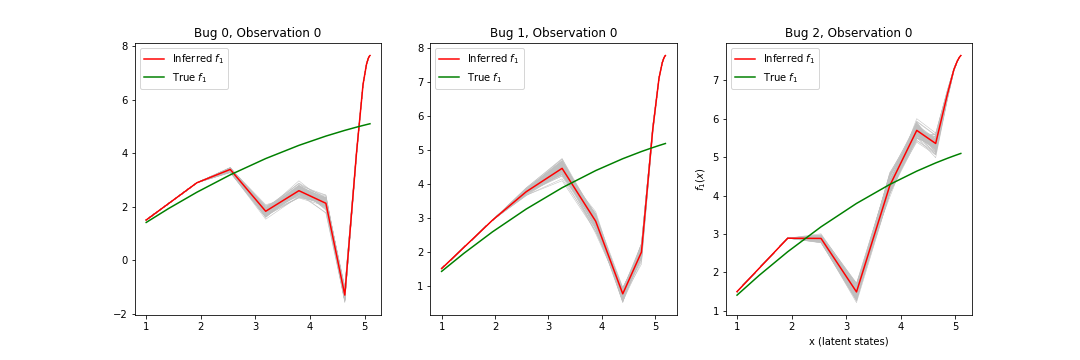 Bug 0, Observation 0
Inferred f₁
True f₁
8
6
4
2
0
−2
1 2 3 4 5
Bug 1, Observation 0
Inferred f₁
True f₁
8
7
6
5
4
3
2
1
1 2 3 4 5
Bug 2, Observation 0
Inferred f₁
True f₁
f₁(x)
7
6
5
4
3
2
1
1 2 3 4 5
x (latent states)